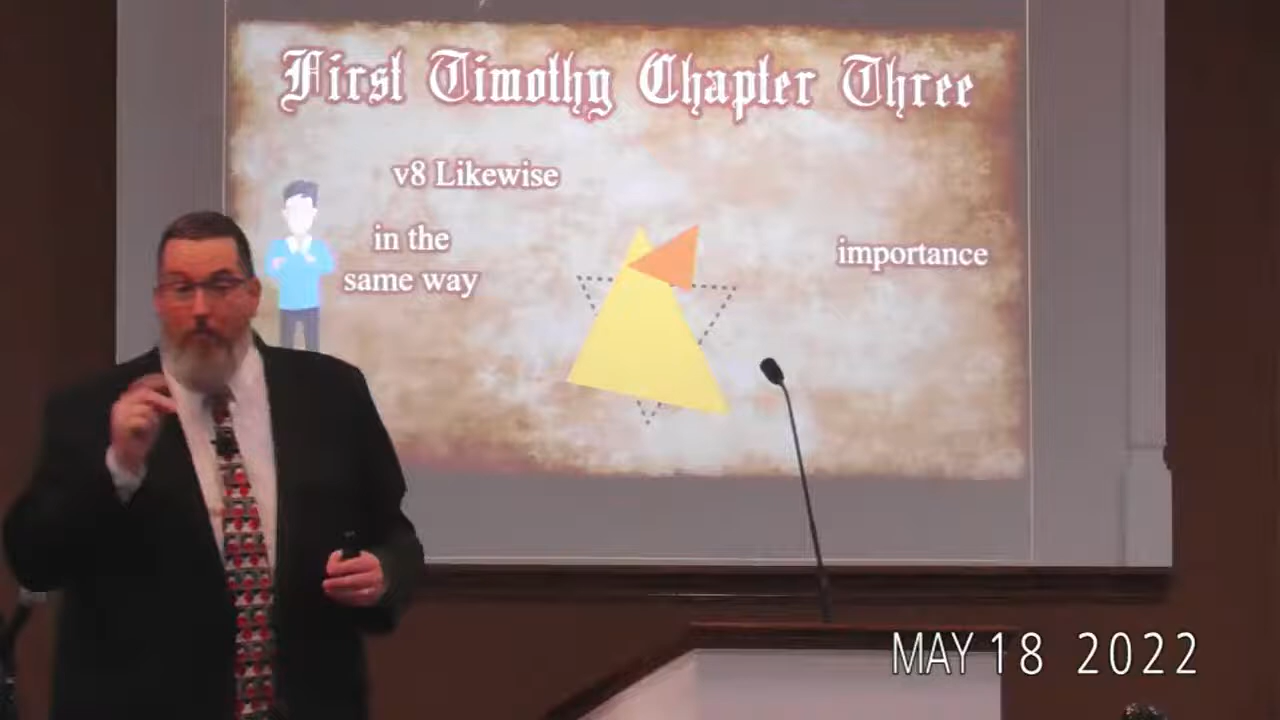 First Timothy Chapter Three
v8 Likewise
in the
same way
importance
MAY 18 2022